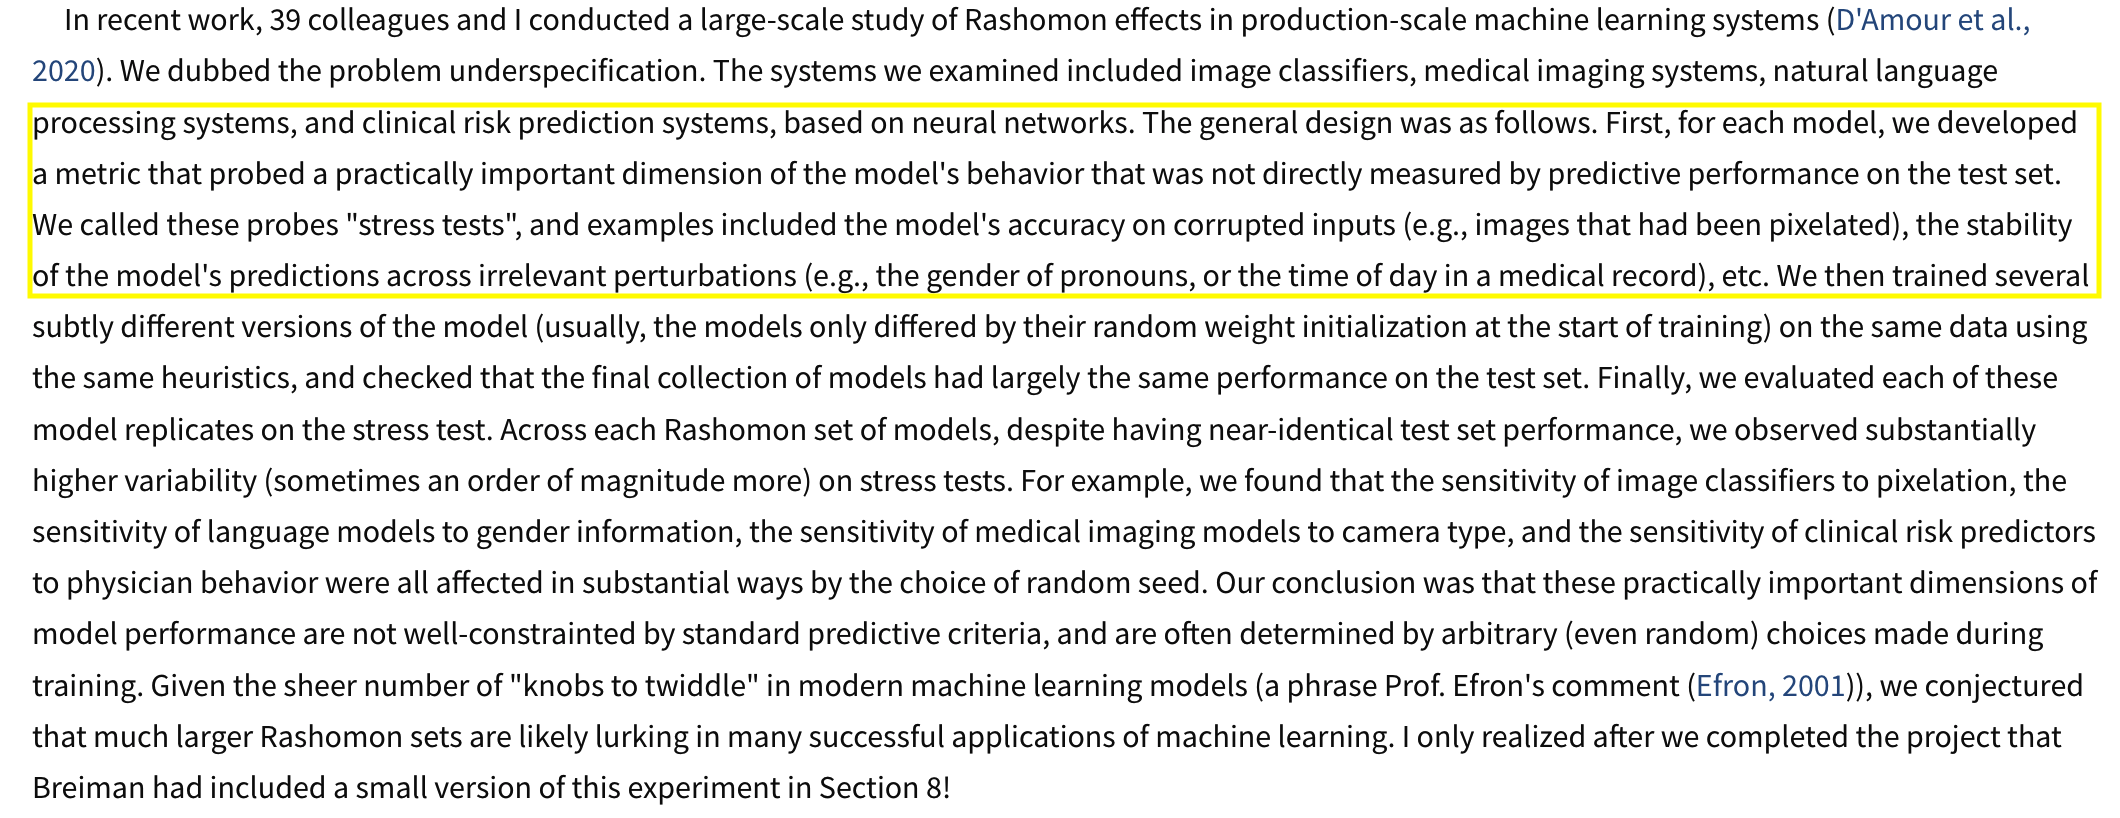 In recent work, 39 colleagues and I conducted a large-scale study of Rashomon effects in production-scale machine learning systems (D'Amour et al.,
2020). We dubbed the problem underspecification. The systems we examined included image classifiers, medical imaging systems, natural language
processing systems, and clinical risk prediction systems, based on neural networks. The general design was as follows. First, for each model, we developed
a metric that probed a practically important dimension of the model's behavior that was not directly measured by predictive performance on the test set.
We called these probes "stress tests", and examples included the model's accuracy on corrupted inputs (e.g., images that had been pixelated), the stability
of the model's predictions across irrelevant perturbations (e.g., the gender of pronouns, or the time of day in a medical record), etc. We then trained several
subtly different versions of the model (usually, the models only differed by their random weight initialization at the start of training) on the same data using
the same heuristics, and checked that the final collection of models had largely the same performance on the test set. Finally, we evaluated each of these
model replicates on the stress test. Across each Rashomon set of models, despite having near-identical test set performance, we observed substantially
higher variability (sometimes an order of magnitude more) on stress tests. For example, we found that the sensitivity of image classifiers to pixelation, the
sensitivity of language models to gender information, the sensitivity of medical imaging models to camera type, and the sensitivity of clinical risk predictors
to physician behavior were all affected in substantial ways by the choice of random seed. Our conclusion was that these practically important dimensions of
model performance are not well-constrainted by standard predictive criteria, and are often determined by arbitrary (even random) choices made during
training. Given the sheer number of "knobs to twiddle" in modern machine learning models (a phrase Prof. Efron's comment (Efron, 2001)), we conjectured
that much larger Rashomon sets are likely lurking in many successful applications of machine learning. I only realized after we completed the project that
Breiman had included a small version of this experiment in Section 8!